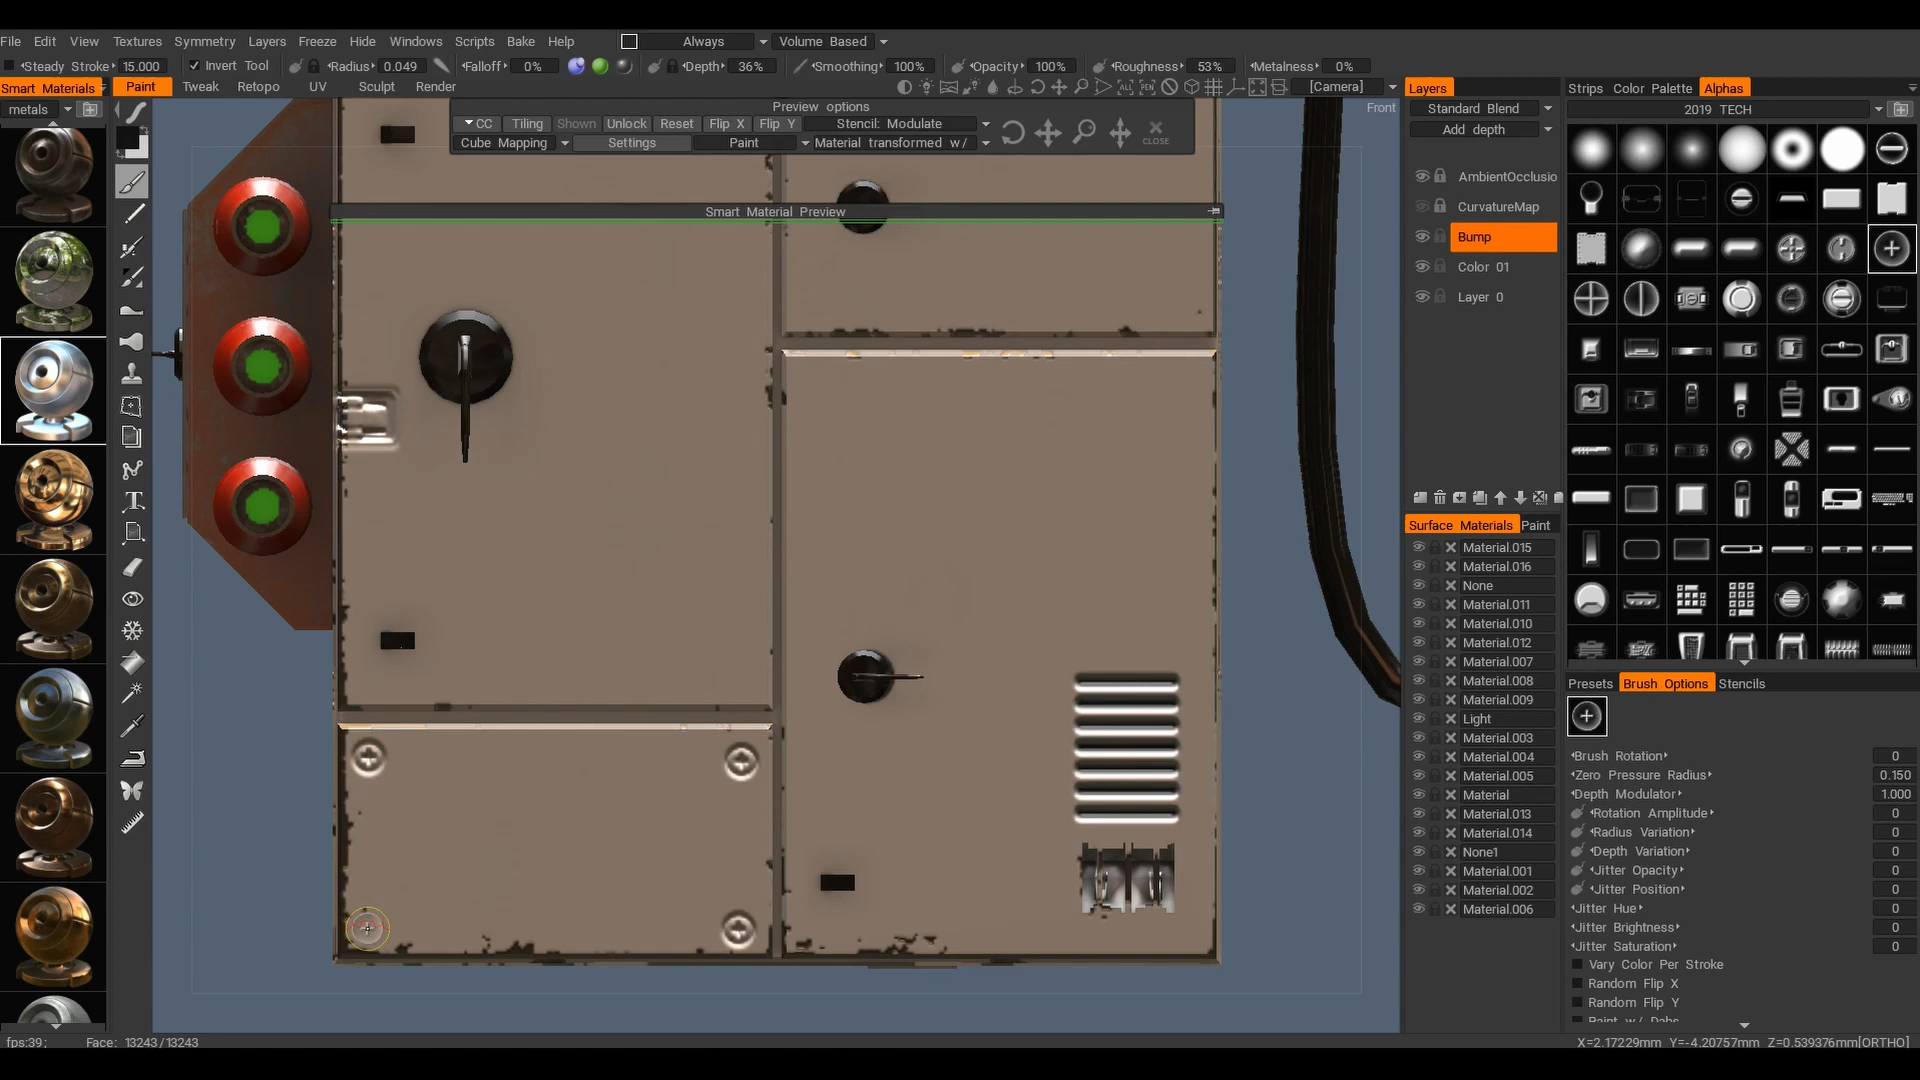 File Edit View Textures Symmetry Layers Freeze Hide Windows Scripts Bake Help Always Volume Based
Steady Stroke 15.000 Invert Tool Radius 0.049 Falloff 0% Depth 36% Smoothing 100% Opacity 100% Roughness 53% Metalness 0%
Smart Materials Paint Tweak Retopo UV Sculpt Render [Camera] Layers Strips Color Palette Alphas
metals Preview options Front Standard Blend 2019 TECH
CC Tiling Shown Unlock Reset Flip X Flip Y Stencil: Modulate Add depth
Cube Mapping Settings Paint Material transformed w/ CLOSE
AmbientOcclusio
CurvatureMap
Smart Material Preview
Bump
Color 01
Layer 0
Surface Materials Paint
Material.015
Material.016
None
Material.011
Material.010
Material.012
Material.007
Material.008
Material.009
Light
Material.003
Material.004
Material.005
Material
Material.013
Material.014
None1
Material.001
Material.002
Material.006
Presets Brush Options Stencils
Brush Rotation 0
Zero Pressure Radius 0.150
Depth Modulator 1.000
Rotation Amplitude 0
Radius Variation 0
Depth Variation 0
Jitter Opacity 0
Jitter Position 0
Jitter Hue 0
Jitter Brightness 0
Jitter Saturation 0
Vary Color Per Stroke
Random Flip X
Random Flip Y
Paint w/ Dabs
fps:39; Face: 13243/13243 X=2.17229mm Y=-4.20757mm Z=0.539376mm[ORTHO]